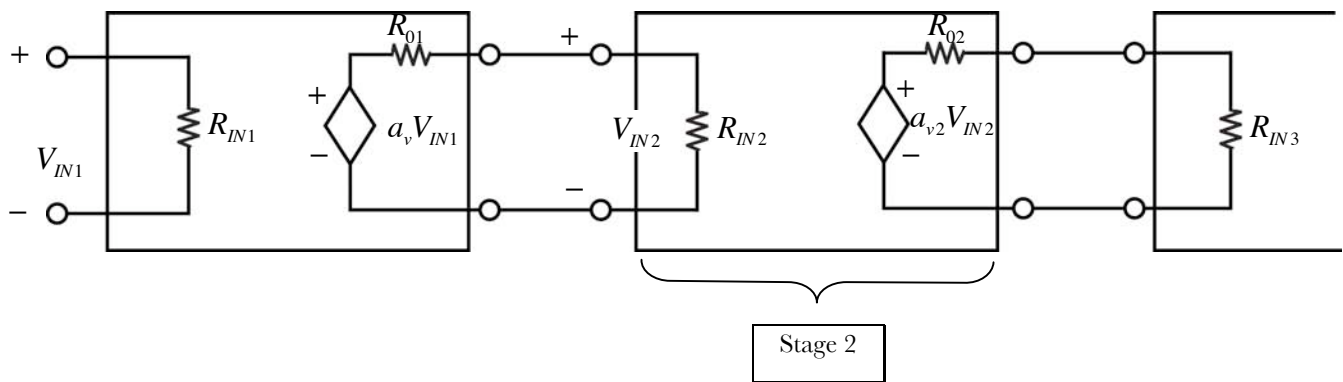 R01
R02
+
+
+
+
RIN1
avVIN1
VIN2
RIN2
av2VIN2
RIN3
VIN1
−
−
−
−
Stage 2